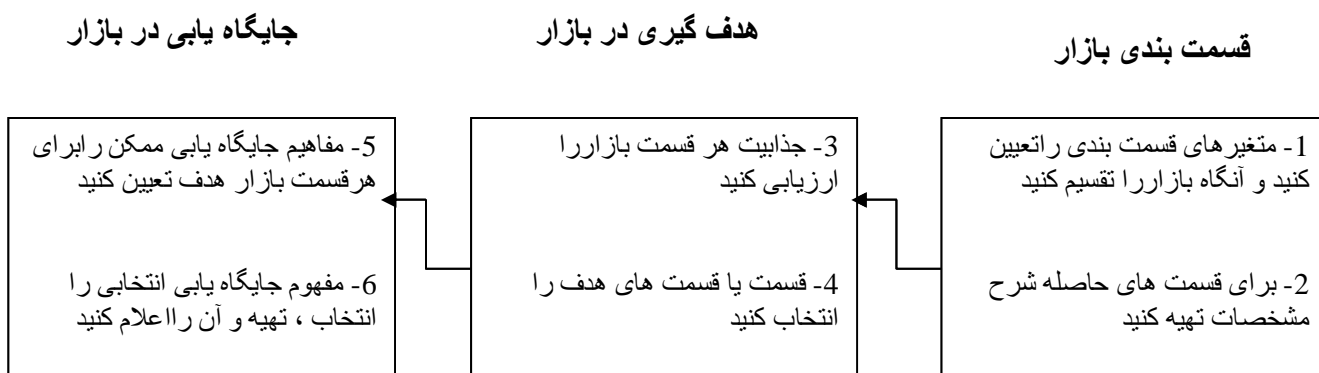 قسمت بندی بازار
1- متغیرهای قسمت بندی راتعیین
کنید و آنگاه بازاررا تقسیم کنید
2- برای قسمت های حاصله شرح
مشخصات تهیه کنید
هدف گیری در بازار
3- جذابیت هر قسمت بازاررا
ارزیابی کنید
4- قسمت یا قسمت های هدف را
انتخاب کنید
جایگاه یابی در بازار
5- مفاهیم جایگاه یابی ممکن رابرای
هرقسمت بازار هدف تعیین کنید
6- مفهوم جایگاه یابی انتخابی را
انتخاب ، تهیه و آن رااعلام کنید